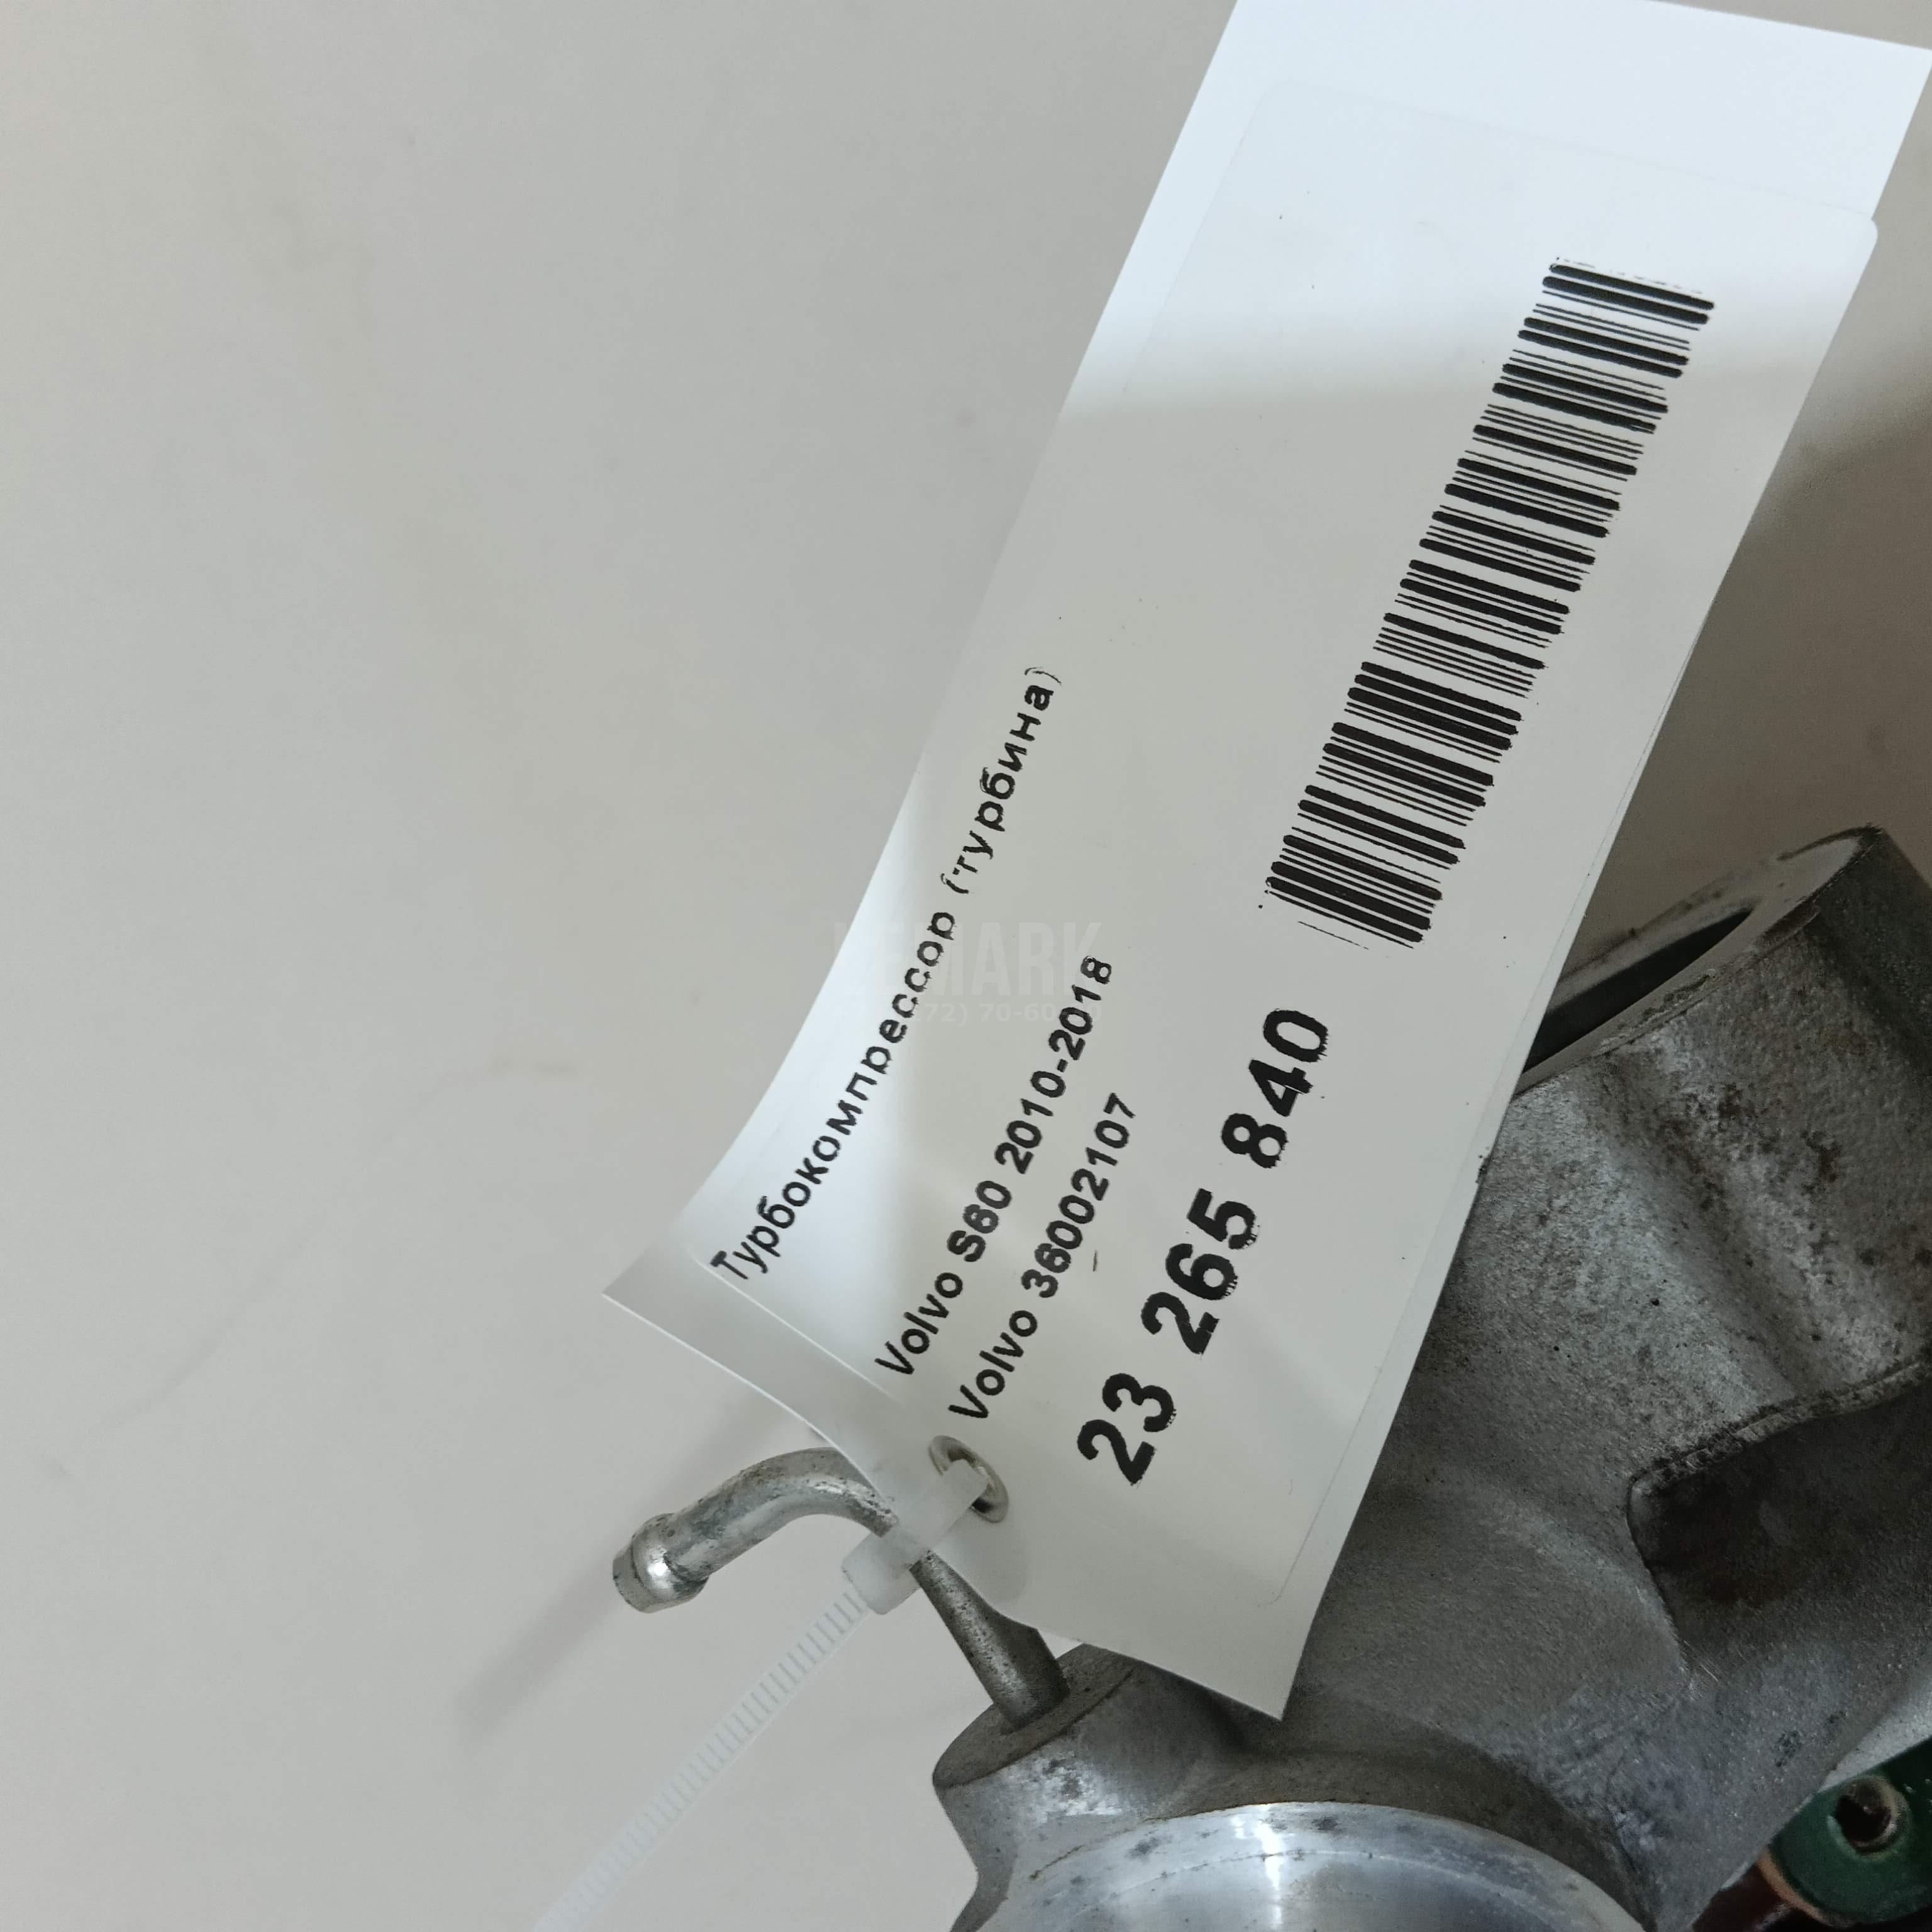 Турбокомпрессор (турбина)
Volvo S60 2010-2018
Volvo 36002107
23 265 840